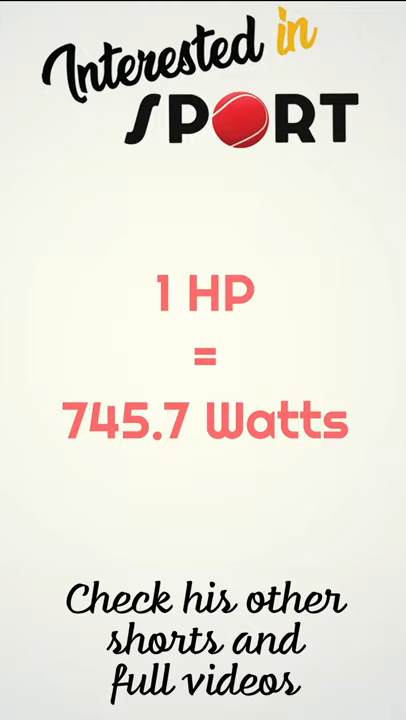 Interested in
SPORT
1 HP
=
745.7 Watts
Check his other
shorts and
full videos